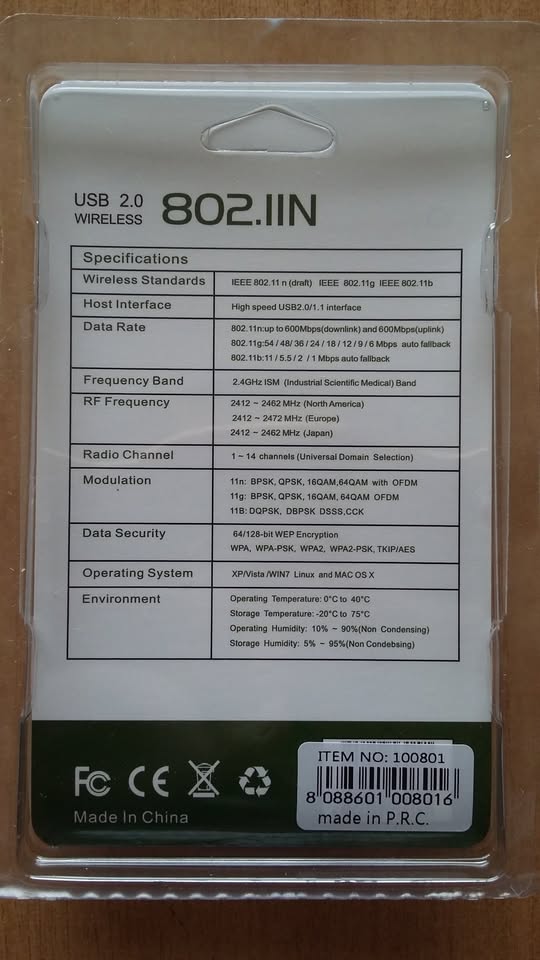 USB 2.0
WIRELESS
802.11N
Specifications
Wireless Standards IEEE 802.11 n (draft) IEEE 802.11g IEEE 802.11b
Host Interface High speed USB2.0/1.1 interface
Data Rate 802.11n:up to 600Mbps(downlink) and 600Mbps(uplink)
802.11g:54 / 48/ 36 / 24 / 18 / 12 / 9 / 6 Mbps auto fallback
802.11b:11 / 5.5 / 2 / 1 Mbps auto fallback
Frequency Band 2.4GHz ISM (Industrial Scientific Medical) Band
RF Frequency 2412 ~ 2462 MHz (North America)
2412 ~ 2472 MHz (Europe)
2412 ~ 2462 MHz (Japan)
Radio Channel 1 ~ 14 channels (Universal Domain Selection)
Modulation 11n: BPSK, QPSK, 16QAM,64QAM with OFDM
11g: BPSK, QPSK, 16QAM, 64QAM OFDM
11B: DQPSK, DBPSK DSSS,CCK
Data Security 64/128-bit WEP Encryption
WPA, WPA-PSK, WPA2, WPA2-PSK, TKIP/AES
Operating System XP/Vista /WIN7 Linux and MAC OS X
Environment Operating Temperature: 0°C to 40°C
Storage Temperature: -20°C to 75°C
Operating Humidity: 10% ~ 90%(Non Condensing)
Storage Humidity: 5% ~ 95%(Non Condebsing)
FC CE
Made In China
ITEM NO: 100801
8 088601 008016
made in P.R.C.